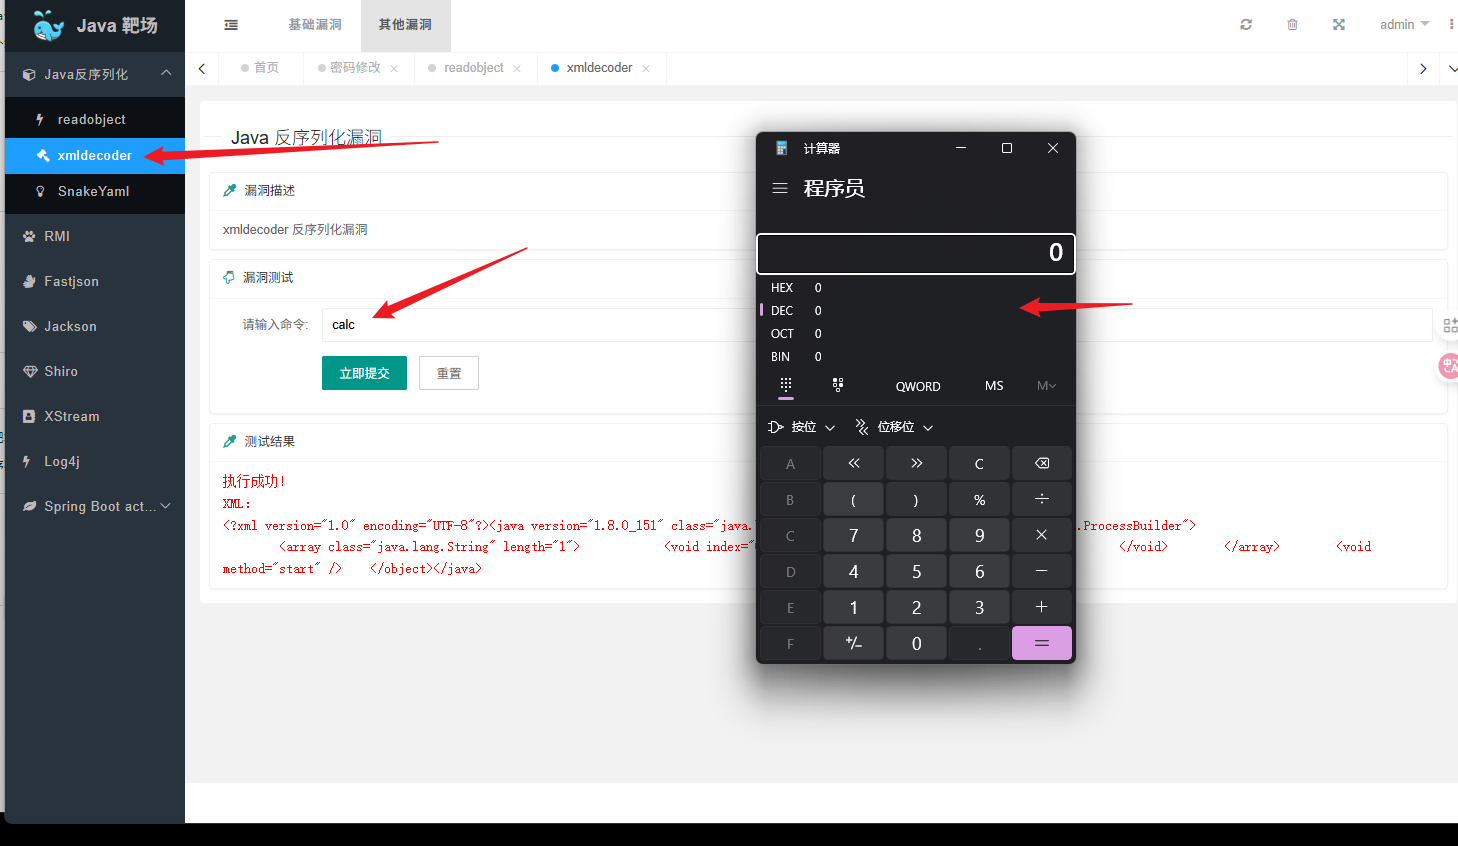 Java 靶场
基础漏洞
其他漏洞
admin
Java反序列化
首页
密码修改
readobject
xmldecoder
readobject
xmldecoder
SnakeYaml
RMI
Fastjson
Jackson
Shiro
XStream
Log4j
Spring Boot act...
Java 反序列化漏洞
漏洞描述
xmldecoder 反序列化漏洞
漏洞测试
请输入命令:
calc
立即提交
重置
测试结果
执行成功!
XML:
<?xml version="1.0" encoding="UTF-8"?><java version="1.8.0_151" class="java. .ProcessBuilder">
<array class="java.lang.String" length="1"> <void index=" </void> </array> <void
method="start" /> </object></java>
计算器
程序员
0
HEX 0
DEC 0
OCT 0
BIN 0
QWORD MS M
按位 位移位
A << >> C
B ( ) % ÷
C 7 8 9 ×
D 4 5 6 −
E 1 2 3 +
F +/− 0 . =